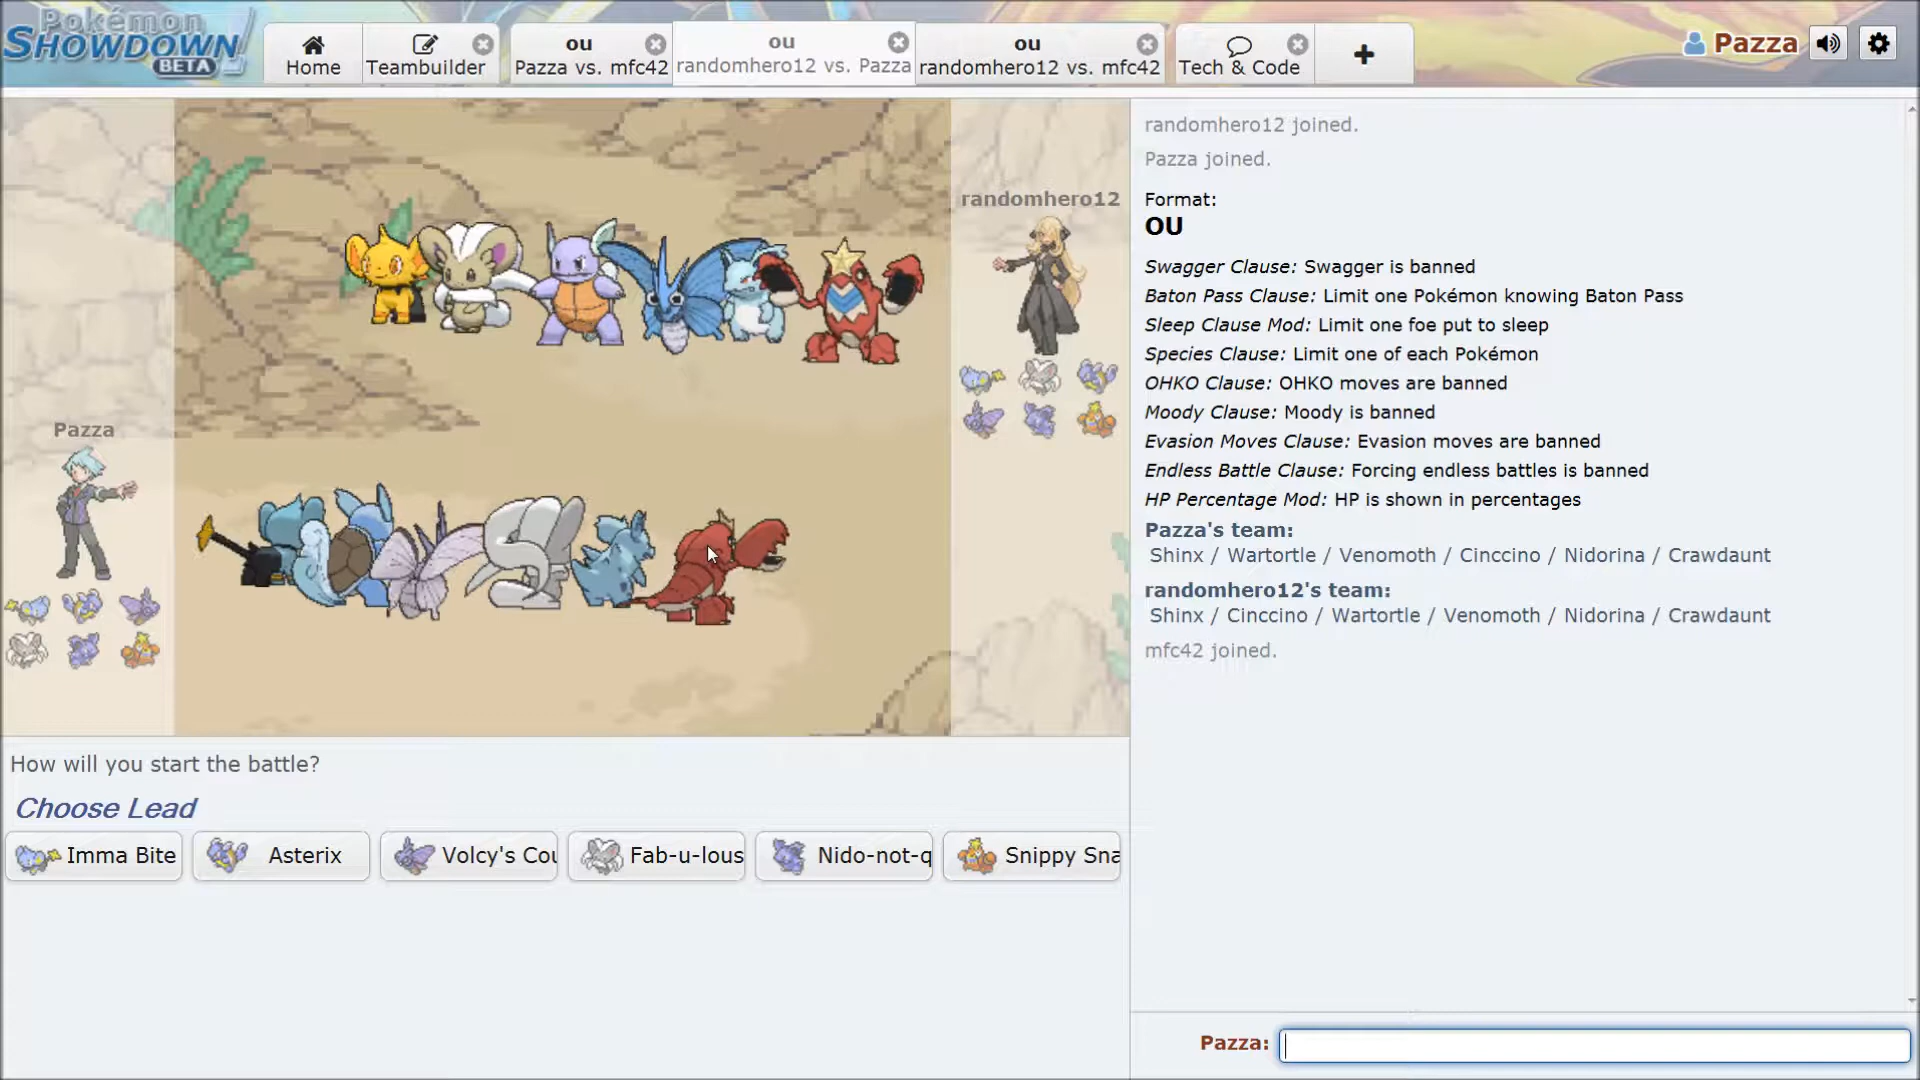 Pokémon
SHOWDOWN
BETA
Home
Teambuilder
ou
Pazza vs. mfc42
ou
randomhero12 vs. Pazza
ou
randomhero12 vs. mfc42
Tech & Code
Pazza
randomhero12
Pazza
How will you start the battle?
Choose Lead
Imma Bite
Asterix
Volcy's Cou
Fab-u-lous
Nido-not-q
Snippy Sna
randomhero12 joined.
Pazza joined.
Format:
OU
Swagger Clause: Swagger is banned
Baton Pass Clause: Limit one Pokémon knowing Baton Pass
Sleep Clause Mod: Limit one foe put to sleep
Species Clause: Limit one of each Pokémon
OHKO Clause: OHKO moves are banned
Moody Clause: Moody is banned
Evasion Moves Clause: Evasion moves are banned
Endless Battle Clause: Forcing endless battles is banned
HP Percentage Mod: HP is shown in percentages
Pazza's team:
Shinx / Wartortle / Venomoth / Cinccino / Nidorina / Crawdaunt
randomhero12's team:
Shinx / Cinccino / Wartortle / Venomoth / Nidorina / Crawdaunt
mfc42 joined.
Pazza: